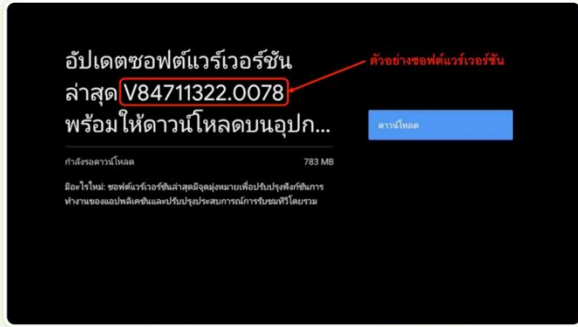 อัปเดตซอฟต์แวร์เวอร์ชัน
ล่าสุด V84711322.0078
พร้อมให้ดาวน์โหลดบนอุปก...
ตัวอย่างซอฟต์แวร์เวอร์ชัน
ดาวน์โหลด
กำลังรอดาวน์โหลด 783 MB
มีอะไรใหม่: ซอฟต์แวร์เวอร์ชันล่าสุดมีจุดมุ่งหมายเพื่อปรับปรุงฟังก์ชันการ
ทำงานของแอปพลิเคชันและปรับปรุงประสบการณ์การรับชมทีวีโดยรวม